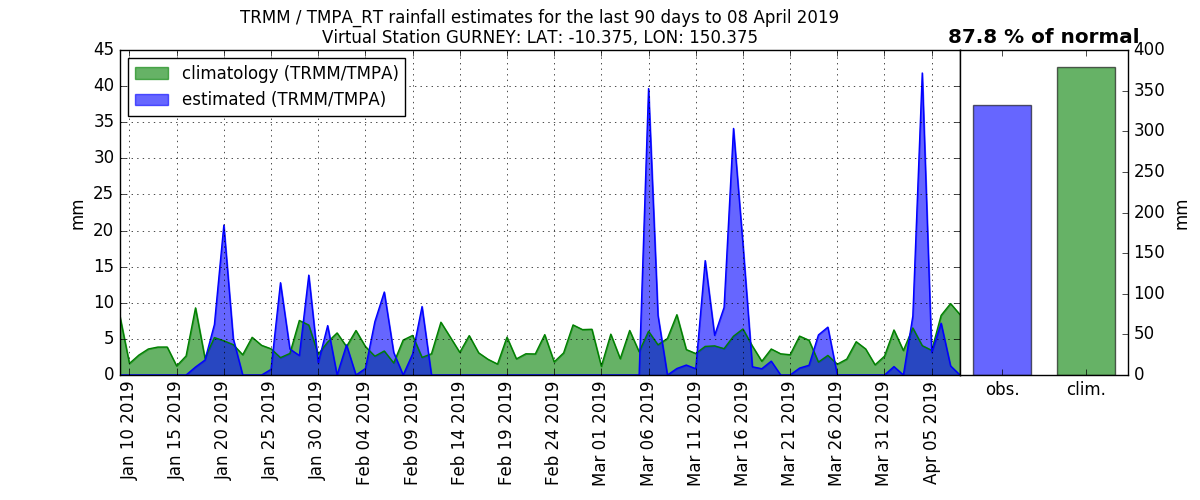 TRMM / TMPA_RT rainfall estimates for the last 90 days to 08 April 2019
Virtual Station GURNEY: LAT: -10.375, LON: 150.375
87.8 % of normal
climatology (TRMM/TMPA)
estimated (TRMM/TMPA)
45
40
35
30
25
20
15
10
5
0
mm
Jan 10 2019
Jan 15 2019
Jan 20 2019
Jan 25 2019
Jan 30 2019
Feb 04 2019
Feb 09 2019
Feb 14 2019
Feb 19 2019
Feb 24 2019
Mar 01 2019
Mar 06 2019
Mar 11 2019
Mar 16 2019
Mar 21 2019
Mar 26 2019
Mar 31 2019
Apr 05 2019
obs.
clim.
400
350
300
250
200
150
100
50
0
mm